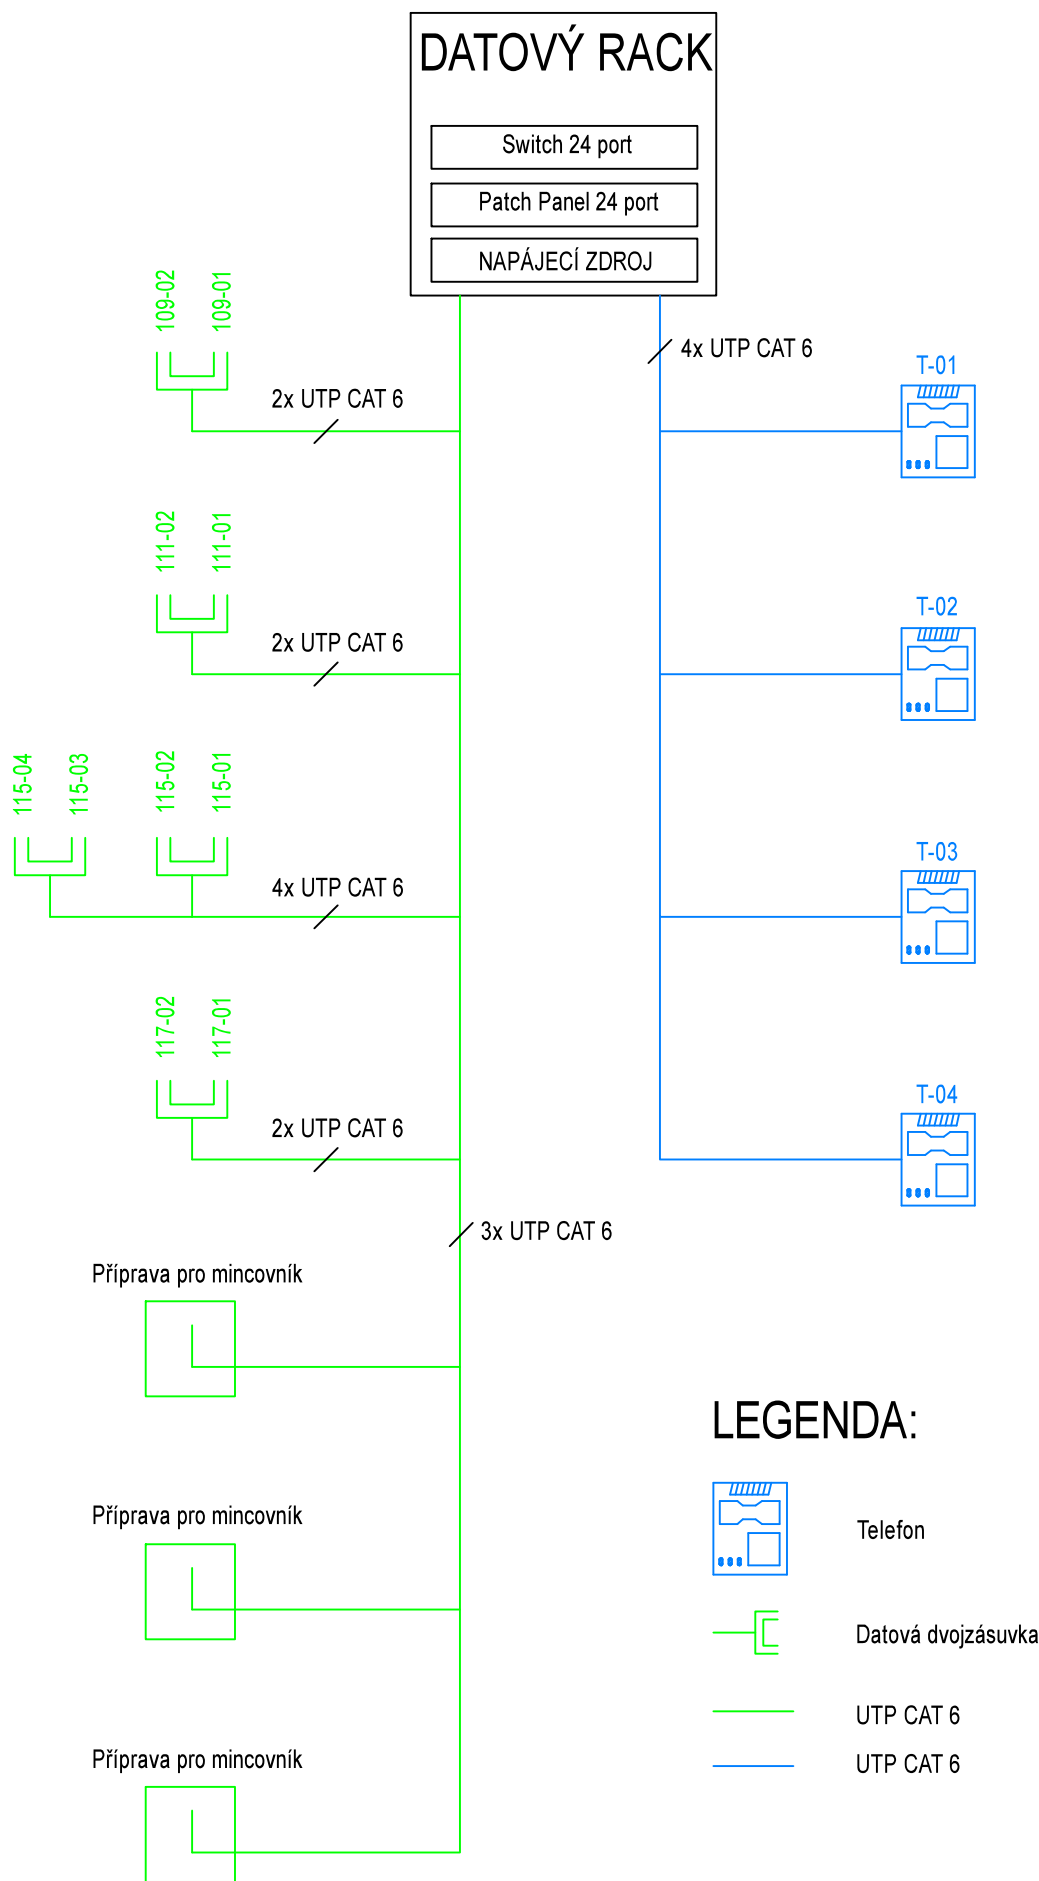 DATOVÝ RACK
Switch 24 port
Patch Panel 24 port
NAPÁJECÍ ZDROJ
109-02
109-01
2x UTP CAT 6
4x UTP CAT 6
T-01
111-02
111-01
2x UTP CAT 6
T-02
115-04
115-03
115-02
115-01
4x UTP CAT 6
T-03
117-02
117-01
2x UTP CAT 6
T-04
3x UTP CAT 6
Příprava pro mincovník
Příprava pro mincovník
Příprava pro mincovník
LEGENDA:
Telefon
Datová dvojzásuvka
UTP CAT 6
UTP CAT 6